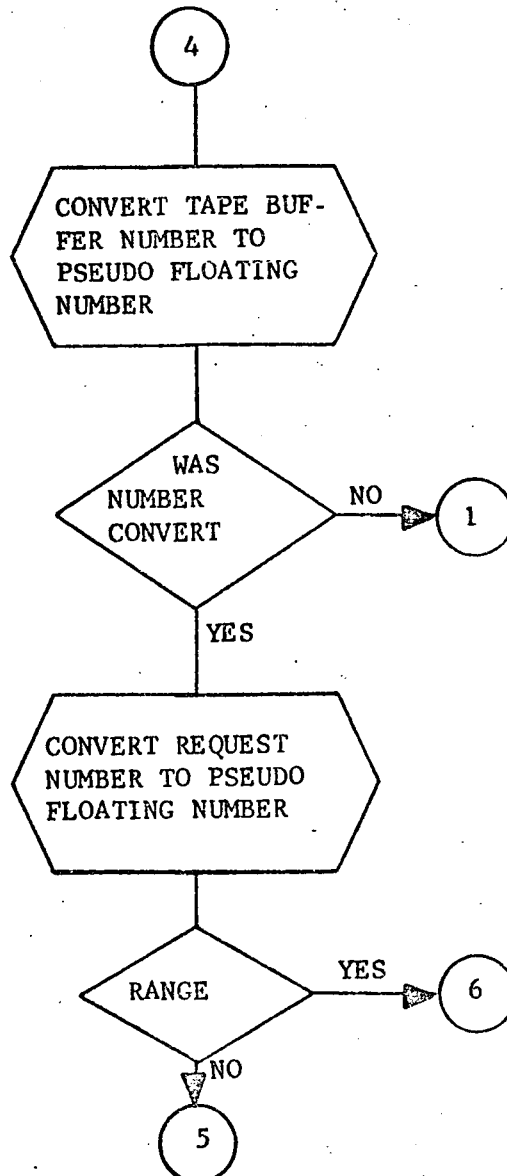 4
CONVERT TAPE BUF-
FER NUMBER TO
PSEUDO FLOATING
NUMBER
WAS
NUMBER
CONVERT
NO
1
YES
CONVERT REQUEST
NUMBER TO PSEUDO
FLOATING NUMBER
RANGE
YES
6
NO
5